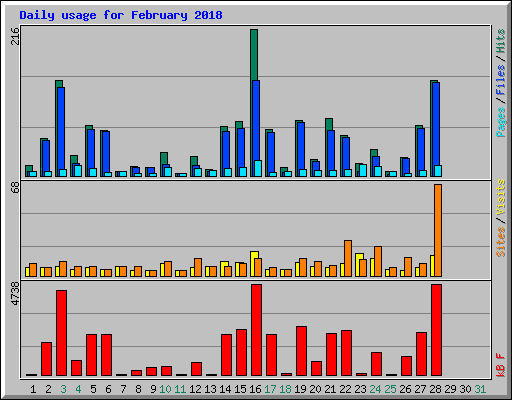 Daily usage for February 2018
216
Pages/Files/Hits
68
Sites/Visits
4738
kB F
1 2 3 4 5 6 7 8 9 10 11 12 13 14 15 16 17 18 19 20 21 22 23 24 25 26 27 28 29 30 31